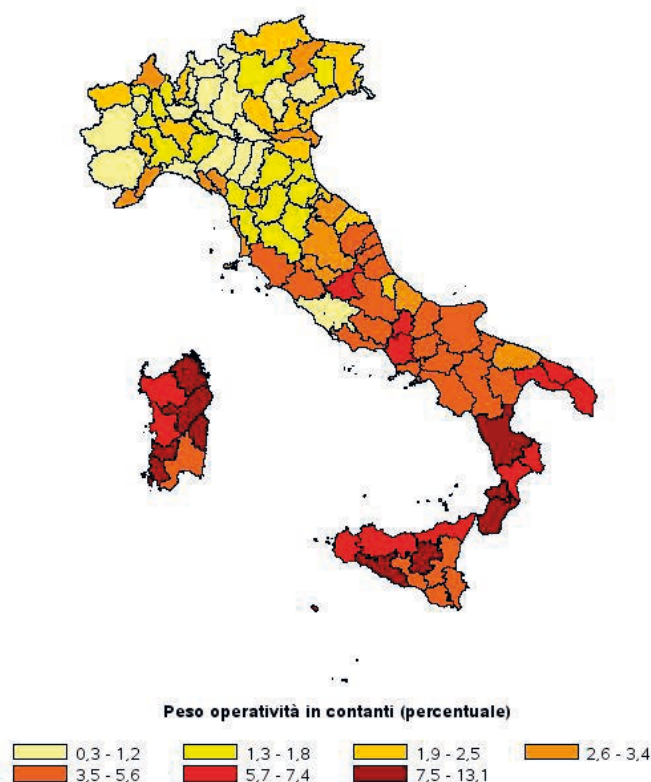 Peso operatività in contanti (percentuale)
0,3 - 1,2 1,3 - 1,8 1,9 - 2,5 2,6 - 3,4
3,5 - 5,6 5,7 - 7,4 7,5 - 13,1